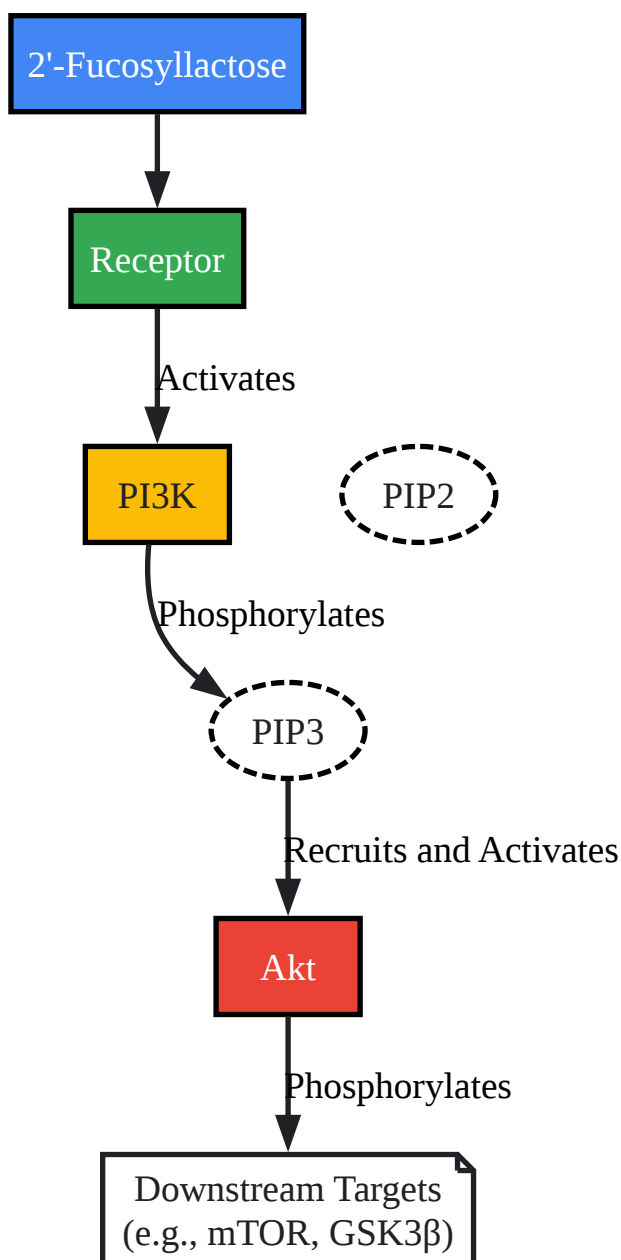 2'-Fucosyllactose
Receptor
Activates
PI3K
PIP2
Phosphorylates
PIP3
Recruits and Activates
Akt
Phosphorylates
Downstream Targets
(e.g., mTOR, GSK3β)